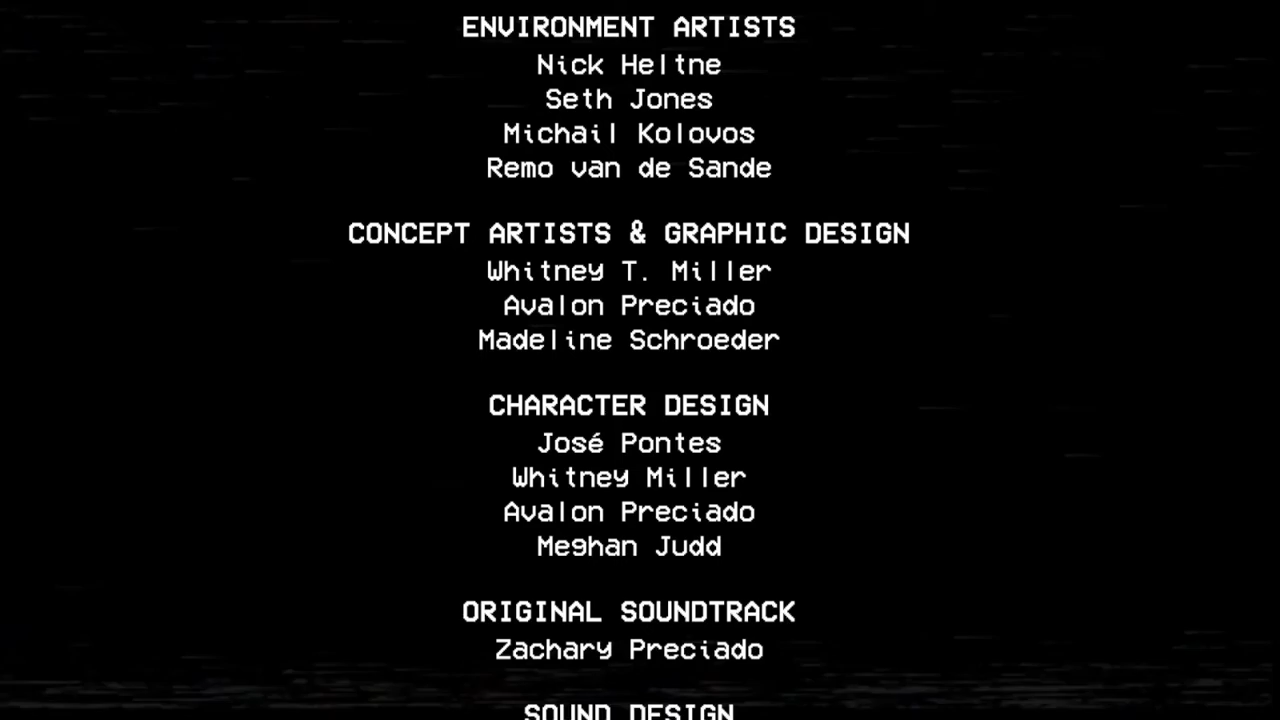 ENVIRONMENT ARTISTS
Nick Heltne
Seth Jones
Michail Kolovos
Remo van de Sande
CONCEPT ARTISTS & GRAPHIC DESIGN
Whitney T. Miller
Avalon Preciado
Madeline Schroeder
CHARACTER DESIGN
José Pontes
Whitney Miller
Avalon Preciado
Meghan Judd
ORIGINAL SOUNDTRACK
Zachary Preciado
SOUND DESIGN